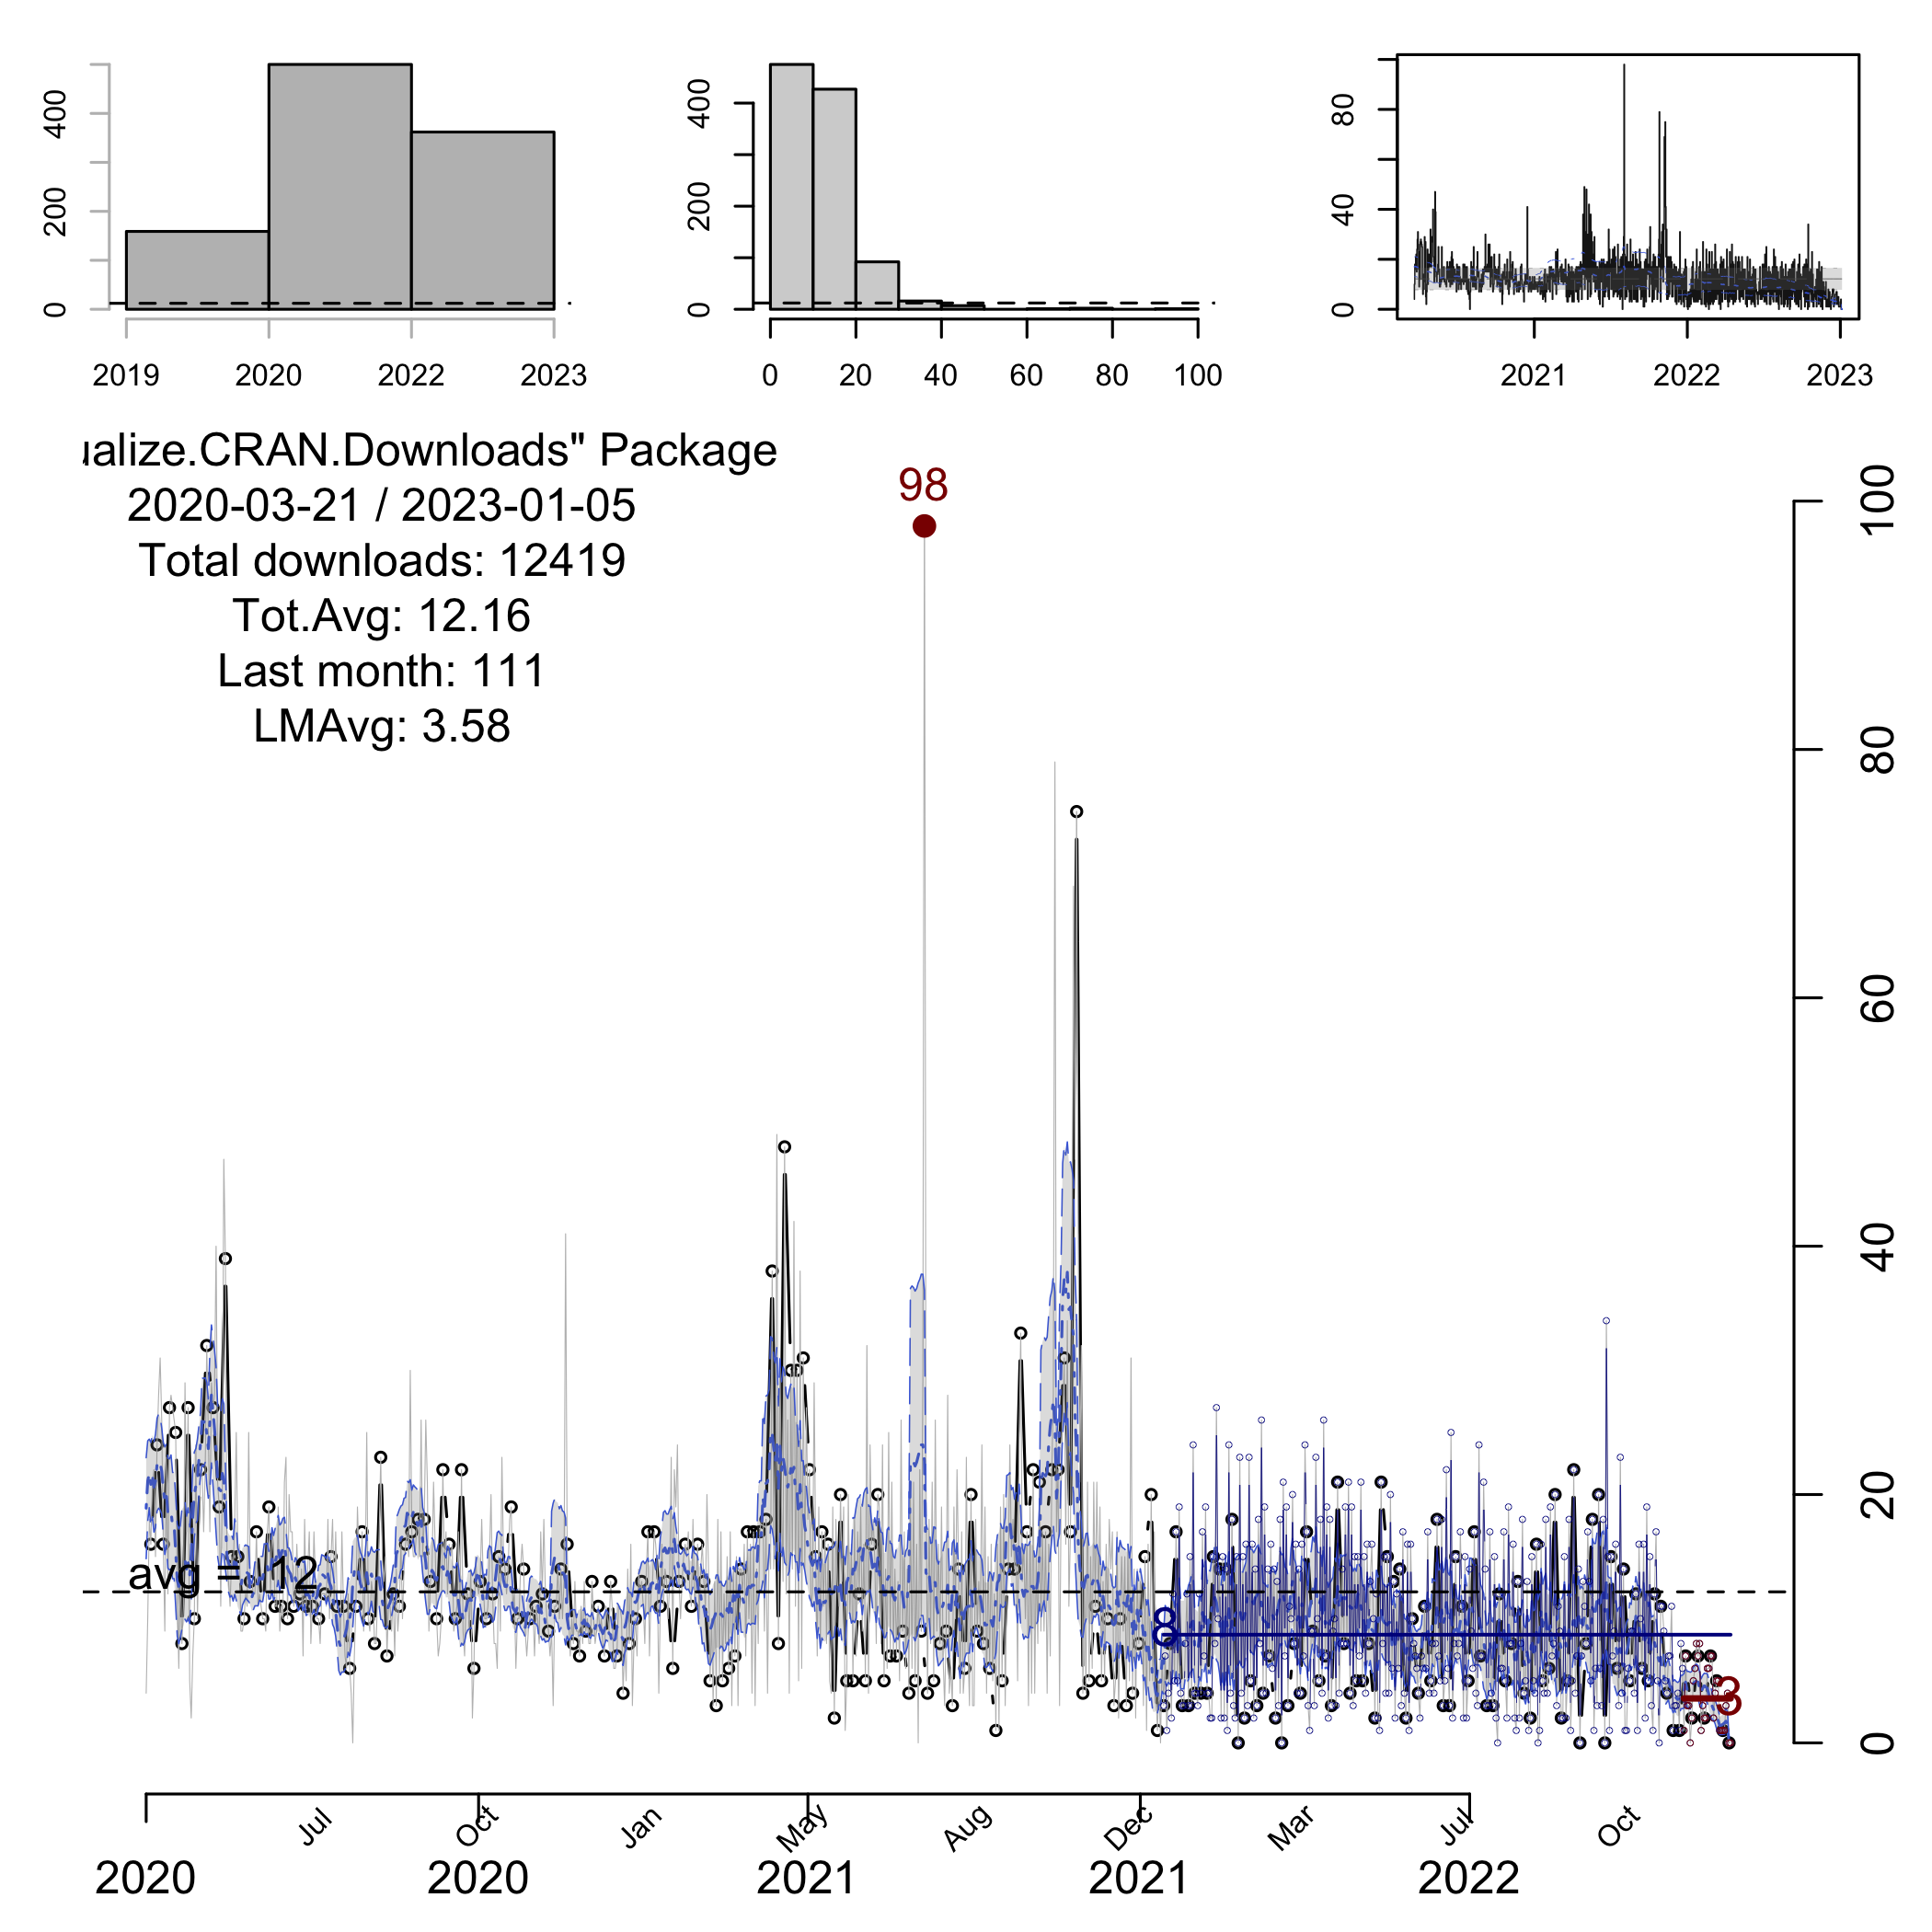 0 200 400
2019 2020 2022 2023
0 200 400
0 20 40 60 80 100
0 40 80
2021 2022 2023
ualize.CRAN.Downloads" Package
2020-03-21 / 2023-01-05
Total downloads: 12419
Tot.Avg: 12.16
Last month: 111
LMAvg: 3.58
98
avg = 12
8
3
0 20 40 60 80 100
Jul Oct Jan May Aug Dec Mar Jul Oct
2020 2020 2021 2021 2022